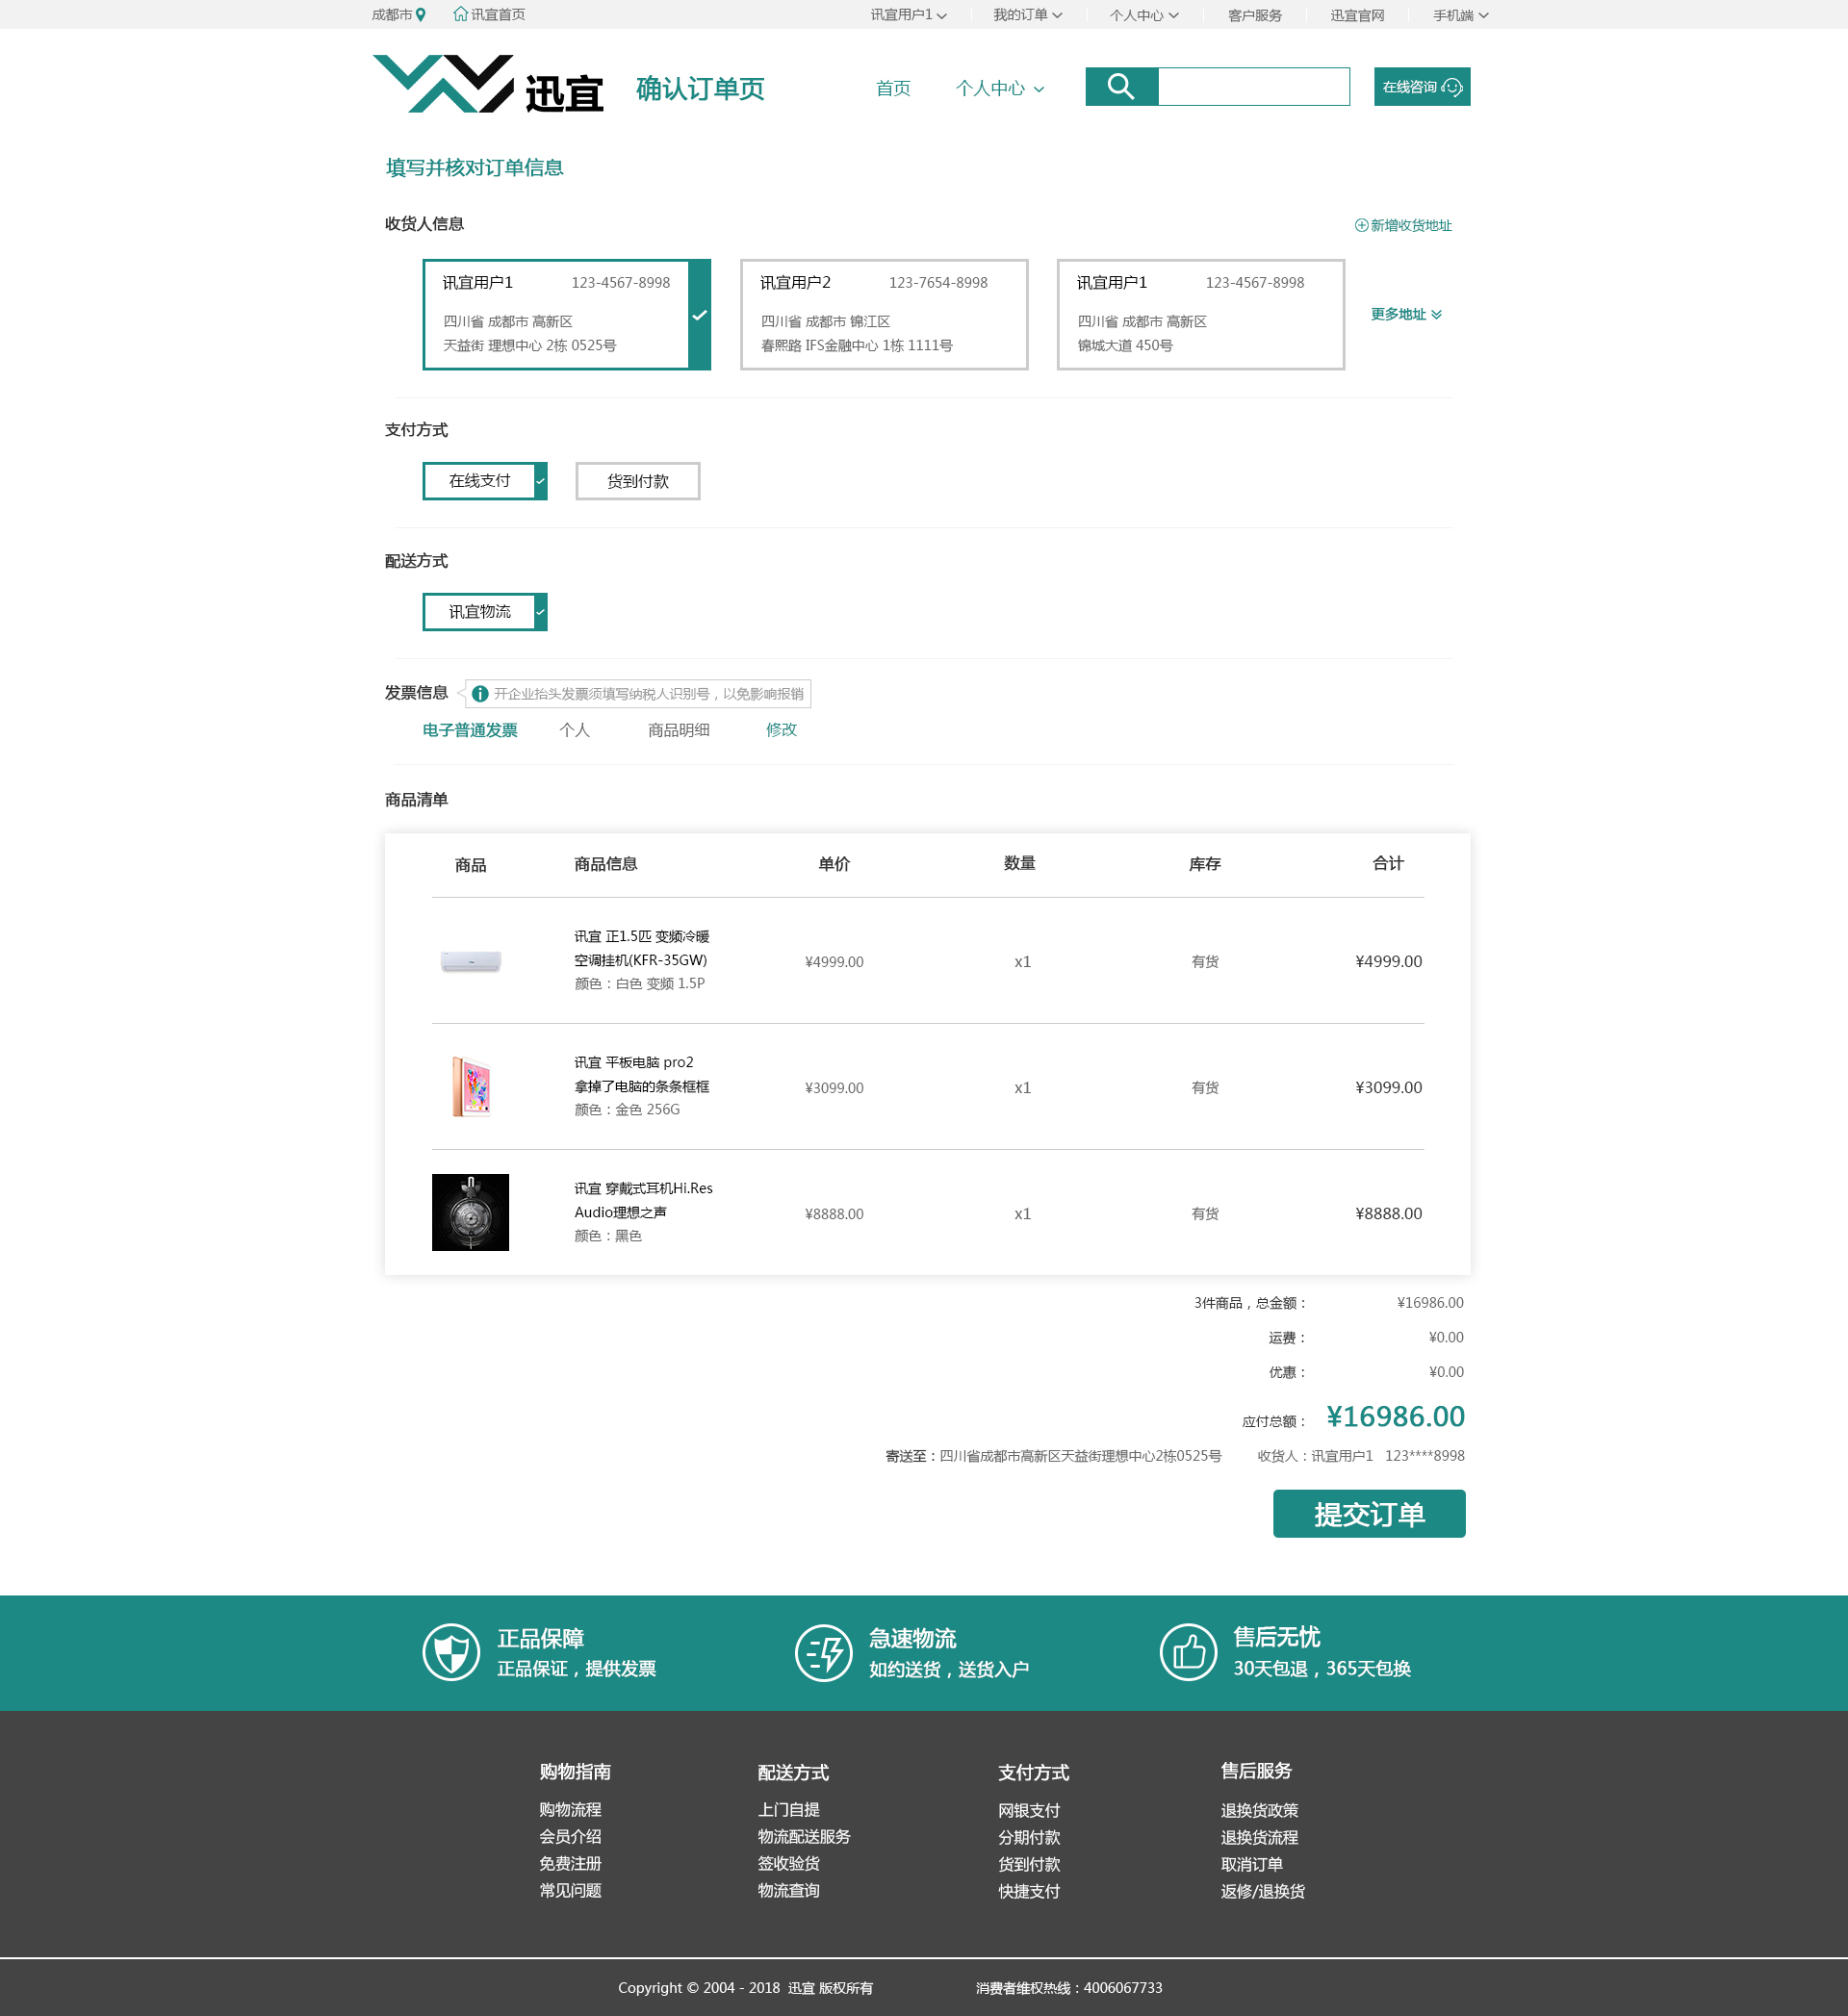 成都市 迅宜首页 讯宜用户1 我的订单 个人中心 客户服务 迅宜官网 手机端
迅宜 确认订单页 首页 个人中心 在线咨询
填写并核对订单信息
收货人信息 新增收货地址
讯宜用户1 123-4567-8998
四川省 成都市 高新区
天益街 理想中心 2栋 0525号
讯宜用户2 123-7654-8998
四川省 成都市 锦江区
春熙路 IFS金融中心 1栋 1111号
讯宜用户1 123-4567-8998
四川省 成都市 高新区
锦城大道 450号
更多地址
支付方式
在线支付 货到付款
配送方式
讯宜物流
发票信息 开企业抬头发票须填写纳税人识别号，以免影响报销
电子普通发票 个人 商品明细 修改
商品清单
商品 商品信息 单价 数量 库存 合计
讯宜 正1.5匹 变频冷暖
空调挂机(KFR-35GW)
颜色：白色 变频 1.5P
¥4999.00 x1 有货 ¥4999.00
讯宜 平板电脑 pro2
拿掉了电脑的条条框框
颜色：金色 256G
¥3099.00 x1 有货 ¥3099.00
讯宜 穿戴式耳机Hi.Res
Audio理想之声
颜色：黑色
¥8888.00 x1 有货 ¥8888.00
3件商品，总金额： ¥16986.00
运费： ¥0.00
优惠： ¥0.00
应付总额： ¥16986.00
寄送至：四川省成都市高新区天益街理想中心2栋0525号 收货人：讯宜用户1 123****8998
提交订单
正品保障
正品保证，提供发票
急速物流
如约送货，送货入户
售后无忧
30天包退，365天包换
购物指南
购物流程
会员介绍
免费注册
常见问题
配送方式
上门自提
物流配送服务
签收验货
物流查询
支付方式
网银支付
分期付款
货到付款
快捷支付
售后服务
退换货政策
退换货流程
取消订单
返修/退换货
Copyright © 2004 - 2018 迅宜 版权所有 消费者维权热线：4006067733